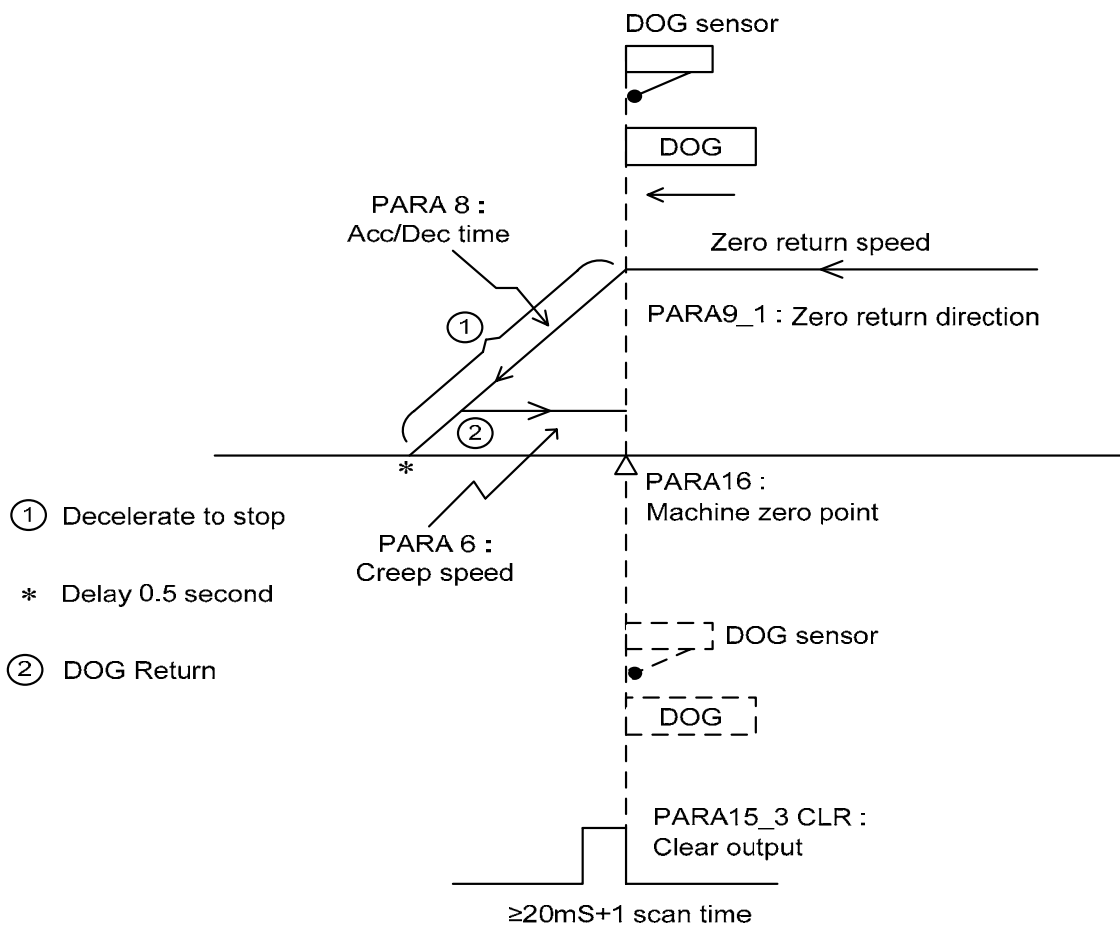 DOG sensor
DOG
PARA 8 :
Acc/Dec time
Zero return speed
PARA9_1 : Zero return direction
1
2
*
PARA16 :
Machine zero point
1 Decelerate to stop
PARA 6 :
Creep speed
* Delay 0.5 second
DOG sensor
2 DOG Return
DOG
PARA15_3 CLR :
Clear output
≥20mS+1 scan time